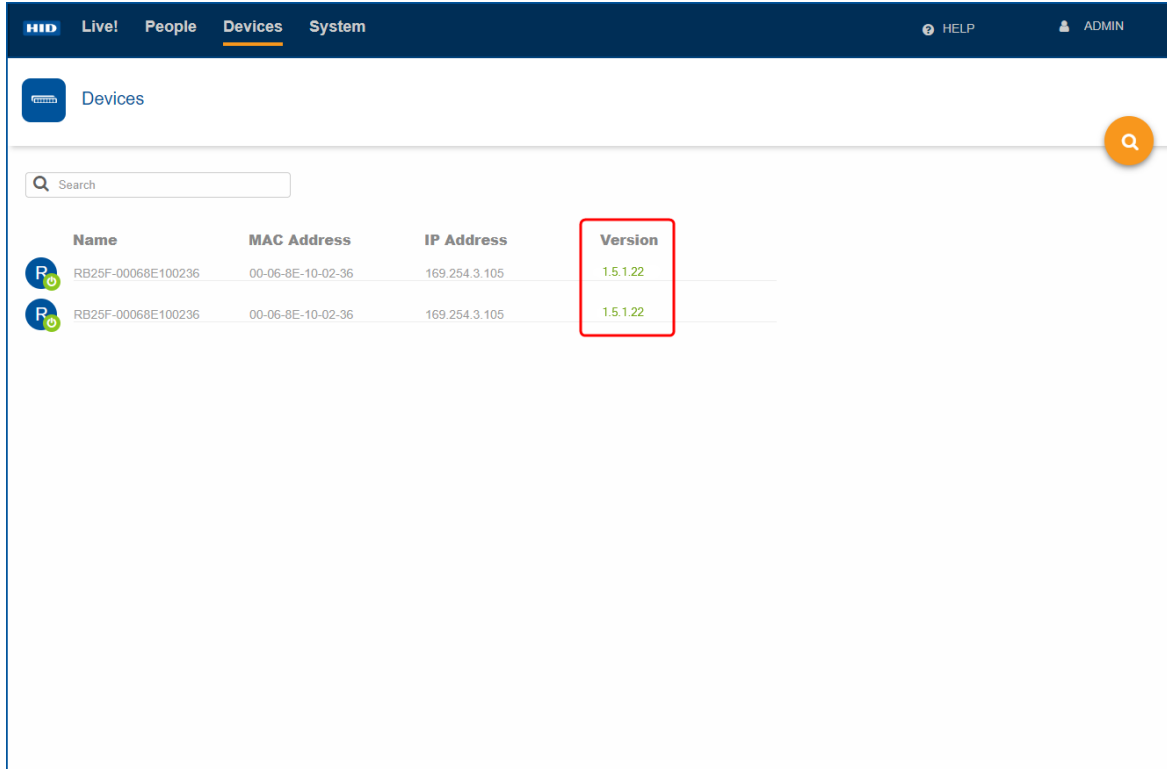 HID Live! People Devices System HELP ADMIN
Devices
Search
Name MAC Address IP Address Version
R RB25F-00068E100236 00-06-8E-10-02-36 169.254.3.105 1.5.1.22
R RB25F-00068E100236 00-06-8E-10-02-36 169.254.3.105 1.5.1.22